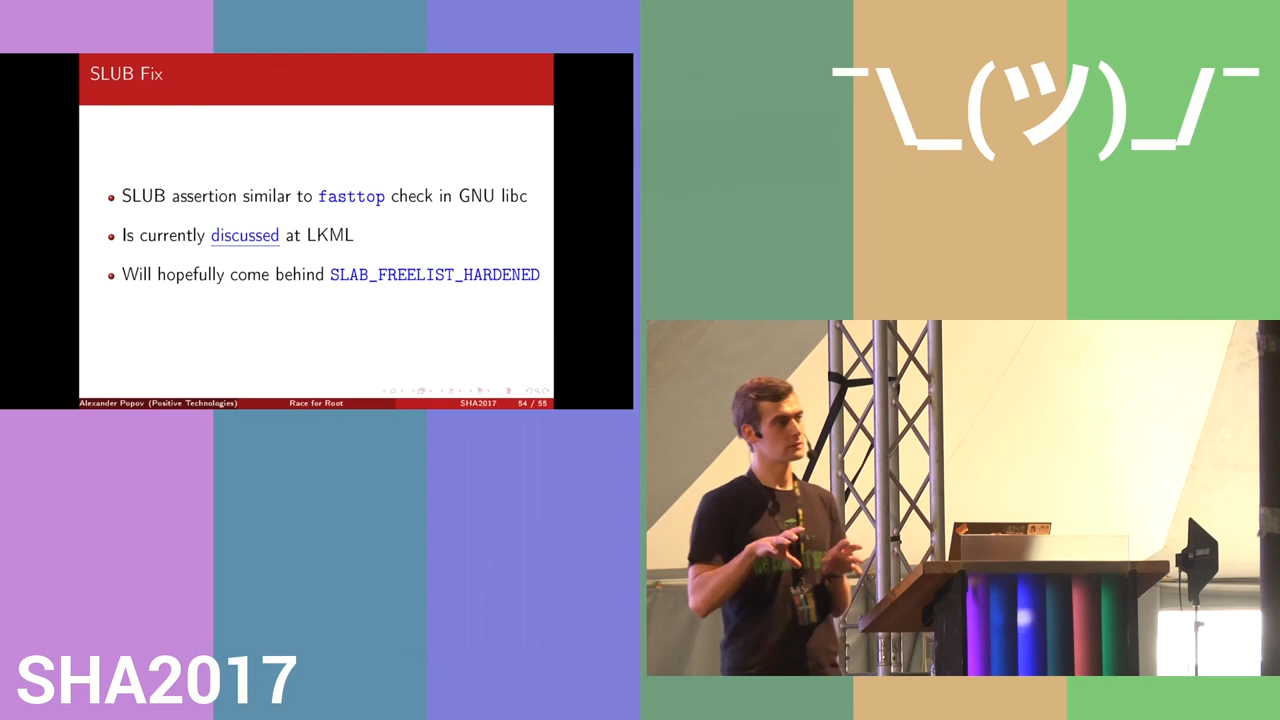 SLUB Fix
SLUB assertion similar to fasttop check in GNU libc
Is currently discussed at LKML
Will hopefully come behind SLAB_FREELIST_HARDENED
Alexander Popov (Positive Technologies) Race for Root SHA2017 54 / 55
¯\_(ツ)_/¯
SHA2017